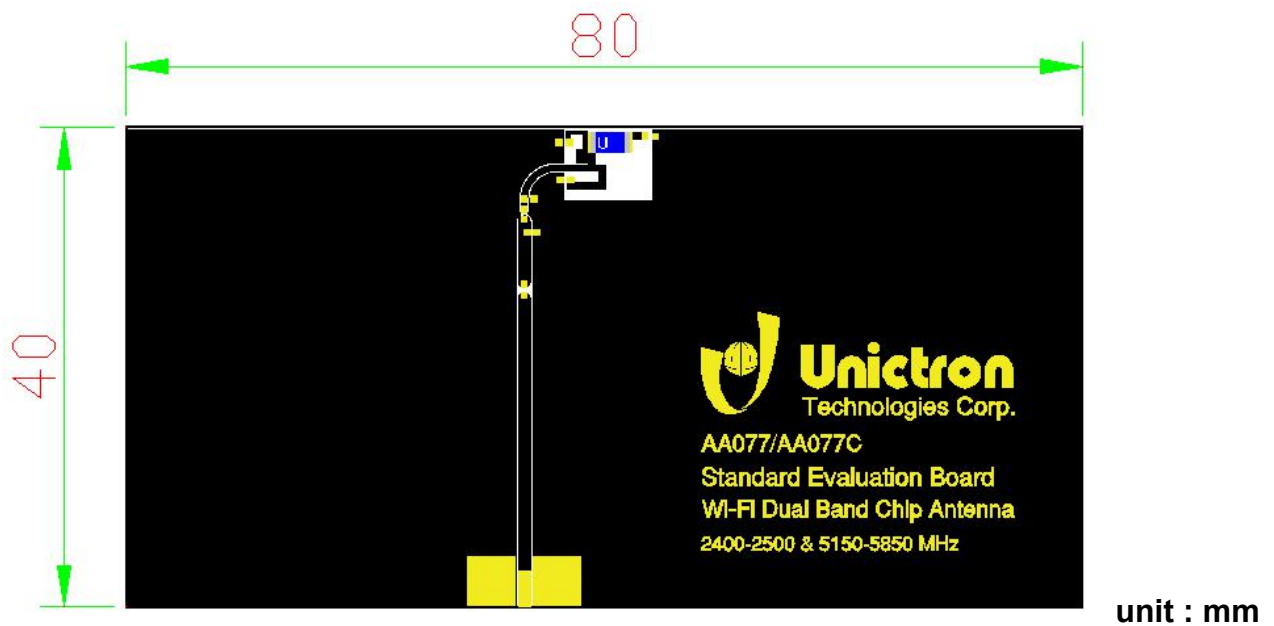 80
40
U
Unictron
Technologies Corp.
AA077/AA077C
Standard Evaluation Board
Wi-Fi Dual Band Chip Antenna
2400-2500 & 5150-5850 MHz
unit : mm